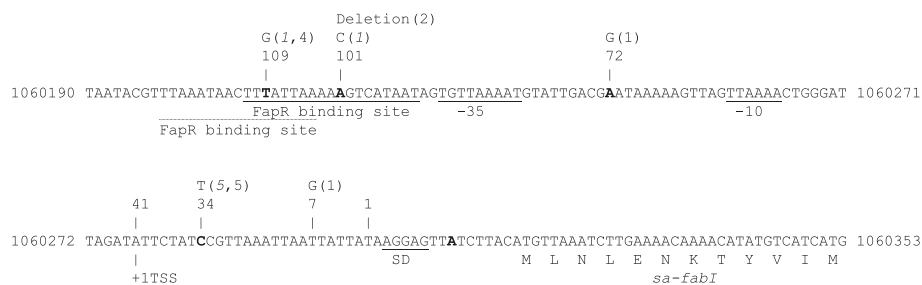 Deletion(2)
G(1,4) C(1) G(1)
109 101 72
1060190 TAATACGTTTAAATAACTTTATTAAAAAGTCATAATAGTGTTAAAATGTATTGACGAATAAAAAGTTAGTTAAAACTGGGAT 1060271
FapR binding site −35 −10
FapR binding site
T(5,5) G(1)
41 34 7 1
1060272 TAGATATTCTATCCGTTAAATTAATTATTATAAGGAGTTATCTTACATGTTAAATCTTGAAAACAAAACATATGTCATCATG 1060353
SD M L N L E N K T Y V I M
+1TSS sa-fabI